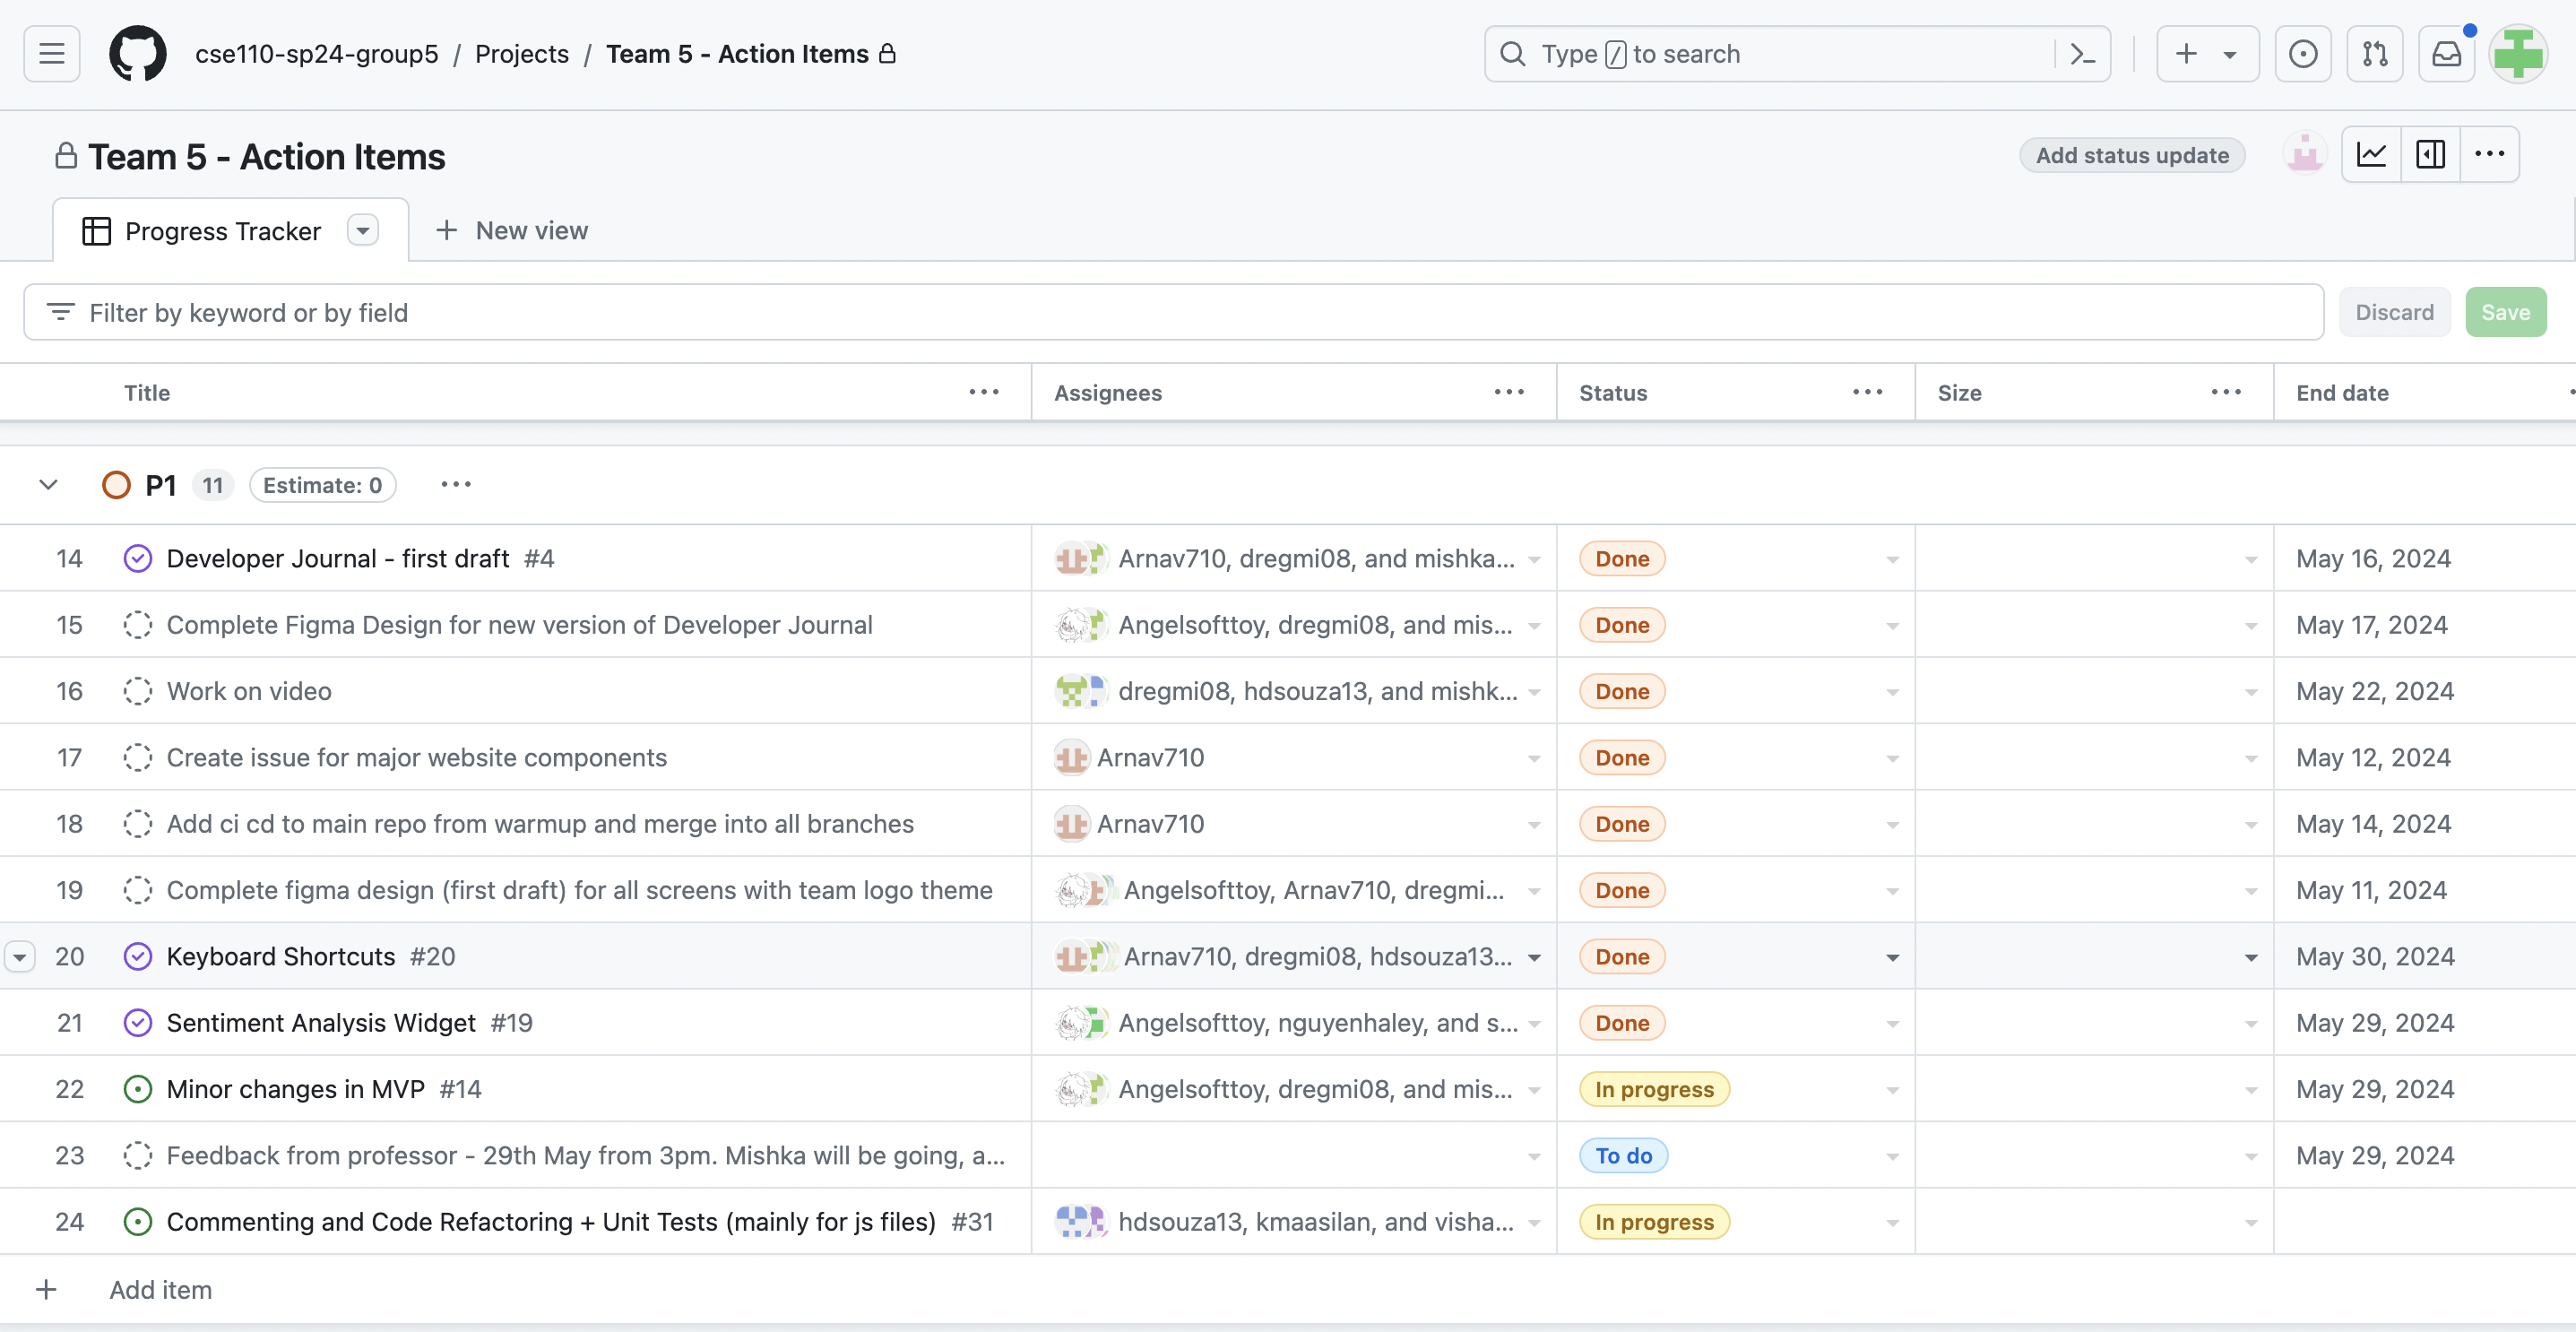 cse110-sp24-group5 / Projects / Team 5 - Action Items
Type / to search
Team 5 - Action Items
Add status update
Progress Tracker
New view
Filter by keyword or by field
Discard
Save
Title Assignees Status Size End date
P1 11 Estimate: 0
14 Developer Journal - first draft #4 Arnav710, dregmi08, and mishka... Done May 16, 2024
15 Complete Figma Design for new version of Developer Journal Angelsofttoy, dregmi08, and mis... Done May 17, 2024
16 Work on video dregmi08, hdsouza13, and mishk... Done May 22, 2024
17 Create issue for major website components Arnav710 Done May 12, 2024
18 Add ci cd to main repo from warmup and merge into all branches Arnav710 Done May 14, 2024
19 Complete figma design (first draft) for all screens with team logo theme Angelsofttoy, Arnav710, dregmi... Done May 11, 2024
20 Keyboard Shortcuts #20 Arnav710, dregmi08, hdsouza13... Done May 30, 2024
21 Sentiment Analysis Widget #19 Angelsofttoy, nguyenhaley, and s... Done May 29, 2024
22 Minor changes in MVP #14 Angelsofttoy, dregmi08, and mis... In progress May 29, 2024
23 Feedback from professor - 29th May from 3pm. Mishka will be going, a... To do May 29, 2024
24 Commenting and Code Refactoring + Unit Tests (mainly for js files) #31 hdsouza13, kmaasilan, and visha... In progress
Add item